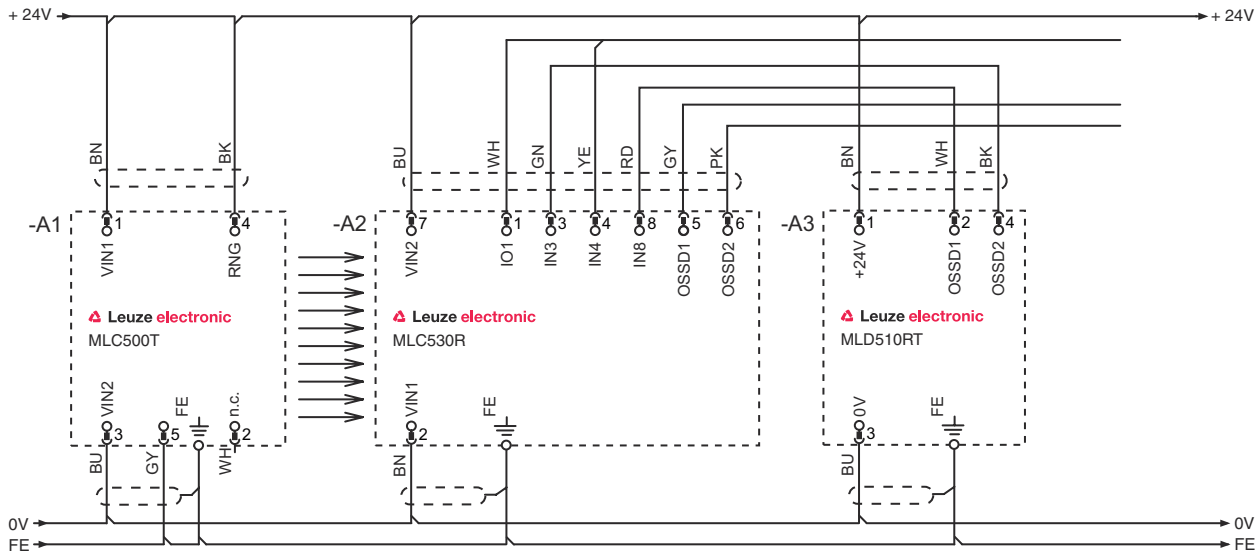 + 24V
+ 24V
BN
BK
BU
WH
GN
YE
RD
GY
PK
BN
WH
BK
-A1
1
4
-A2
7
1
3
4
8
5
6
-A3
1
2
4
VIN1
RNG
VIN2
IO1
IN3
IN4
IN8
OSSD1
OSSD2
+24V
OSSD1
OSSD2
Leuze electronic
MLC500T
Leuze electronic
MLC530R
Leuze electronic
MLD510RT
VIN2
FE
n.c.
VIN1
FE
0V
FE
3
5
2
2
3
BU
GY
WH
BN
BU
0V
0V
FE
FE